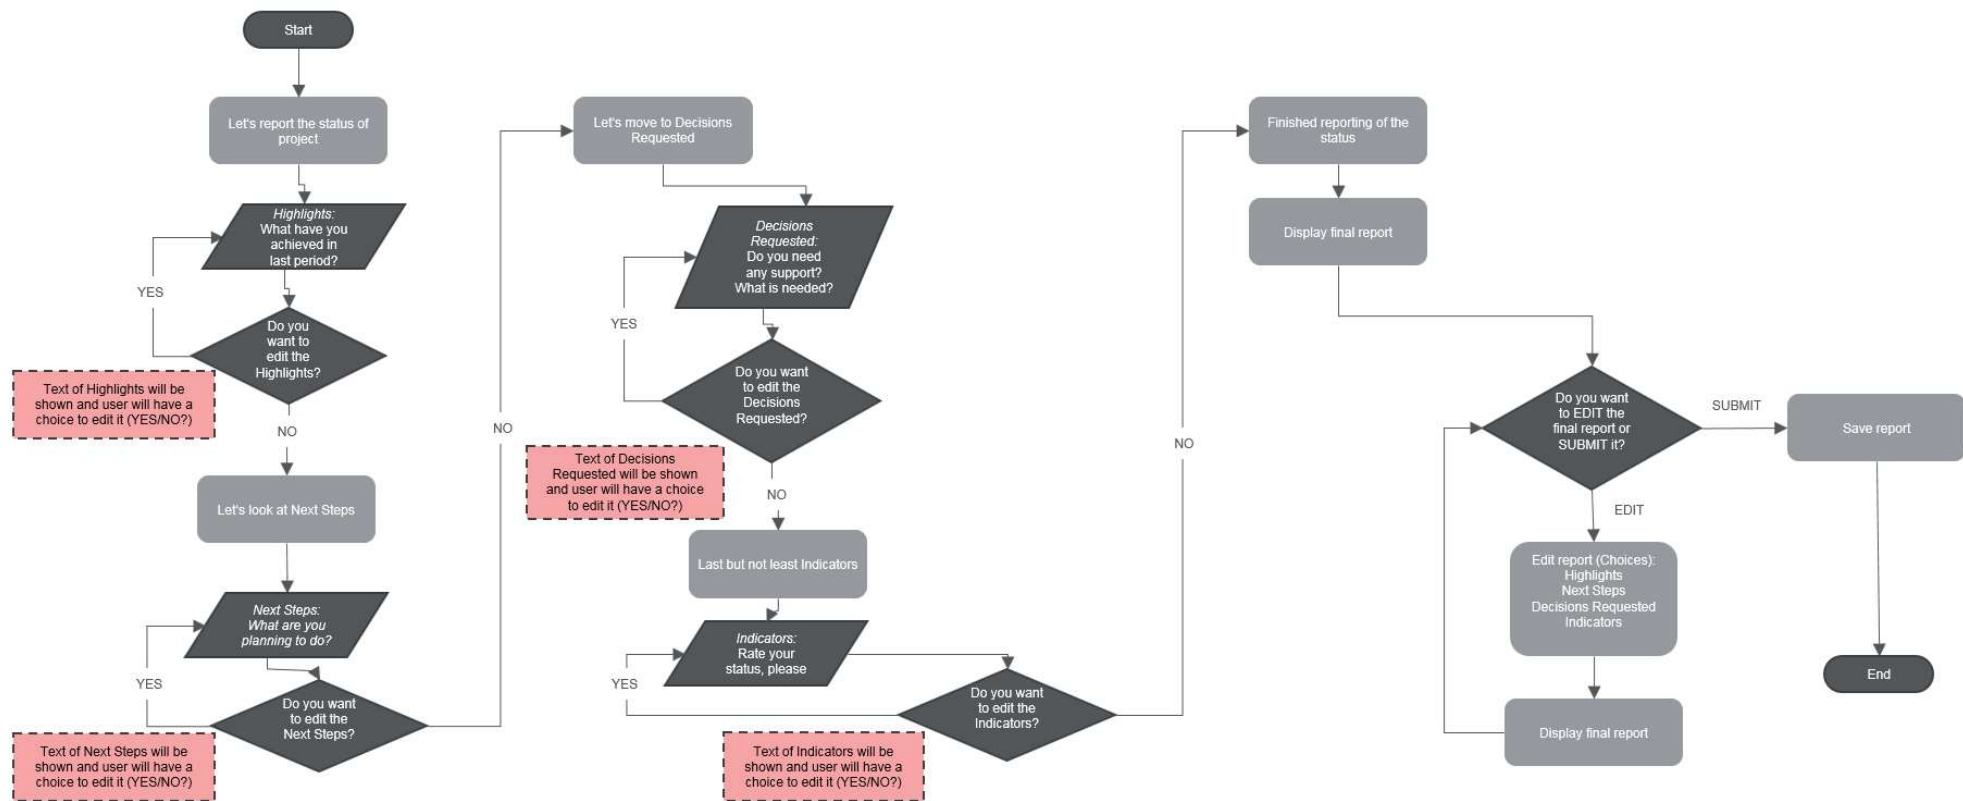 Start
Let's report the status of
project
Highlights:
What have you
achieved in
last period?
YES
Do you
want to
edit the
Highlights?
Text of Highlights will be
shown and user will have a
choice to edit it (YES/NO?)
NO
Let's look at Next Steps
Next Steps:
What are you
planning to do?
YES
Do you want
to edit the
Next Steps?
Text of Next Steps will be
shown and user will have a
choice to edit it (YES/NO?)
NO
Let's move to Decisions
Requested
Decisions
Requested:
Do you need
any support?
What is needed?
YES
Do you want
to edit the
Decisions
Requested?
Text of Decisions
Requested will be shown
and user will have a choice
to edit it (YES/NO?)
NO
Last but not least Indicators
Indicators:
Rate your
status, please
YES
Do you want
to edit the
Indicators?
Text of Indicators will be
shown and user will have a
choice to edit it (YES/NO?)
NO
Finished reporting of the
status
Display final report
Do you want
to EDIT the
final report or
SUBMIT it?
SUBMIT
Save report
EDIT
Edit report (Choices):
Highlights
Next Steps
Decisions Requested
Indicators
Display final report
End